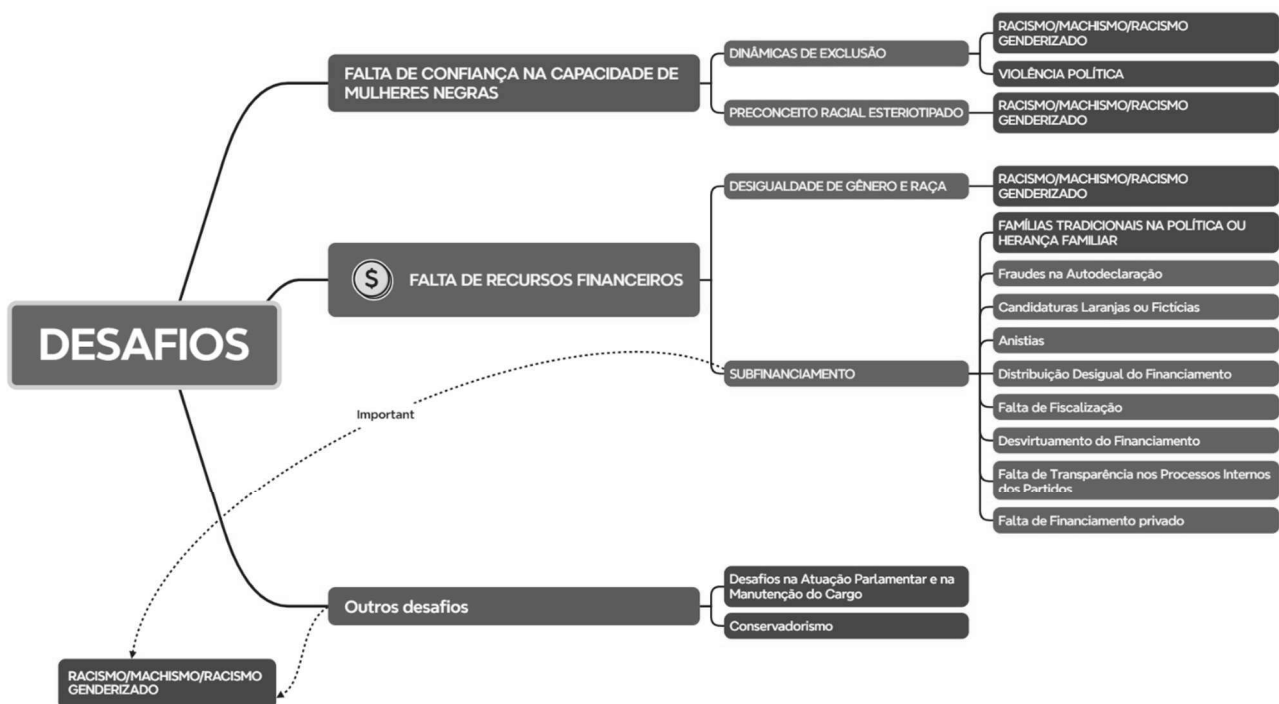 DESAFIOS
FALTA DE CONFIANÇA NA CAPACIDADE DE
MULHERES NEGRAS
DINÂMICAS DE EXCLUSÃO
RACISMO/MACHISMO/RACISMO
GENDERIZADO
VIOLÊNCIA POLÍTICA
PRECONCEITO RACIAL ESTERIOTIPADO
RACISMO/MACHISMO/RACISMO
GENDERIZADO
$
FALTA DE RECURSOS FINANCEIROS
DESIGUALDADE DE GÊNERO E RAÇA
RACISMO/MACHISMO/RACISMO
GENDERIZADO
SUBFINANCIAMENTO
FAMÍLIAS TRADICIONAIS NA POLÍTICA OU
HERANÇA FAMILIAR
Fraudes na Autodeclaração
Candidaturas Laranjas ou Fictícias
Anistias
Distribuição Desigual do Financiamento
Falta de Fiscalização
Desvirtuamento do Financiamento
Falta de Transparência nos Processos Internos
dos Partidos
Falta de Financiamento privado
Important
Outros desafios
Desafios na Atuação Parlamentar e na
Manutenção do Cargo
Conservadorismo
RACISMO/MACHISMO/RACISMO
GENDERIZADO